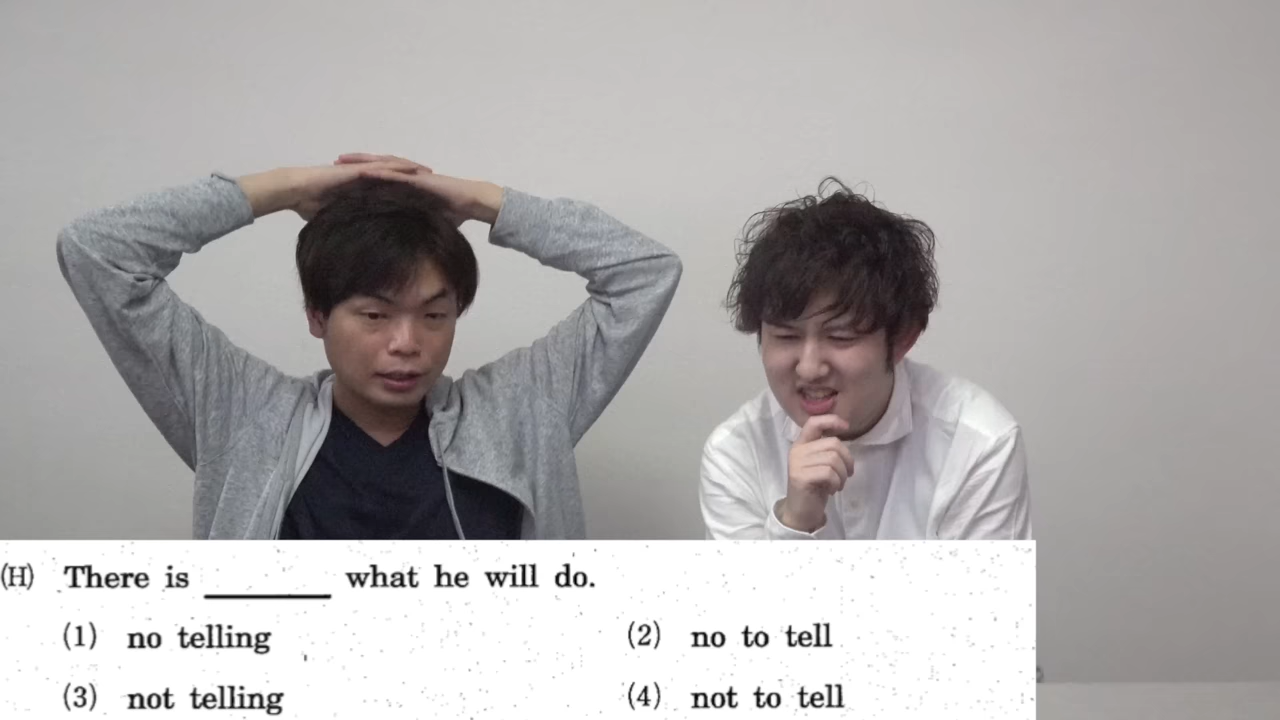 (H) There is ______ what he will do.
(1) no telling (2) no to tell
(3) not telling (4) not to tell